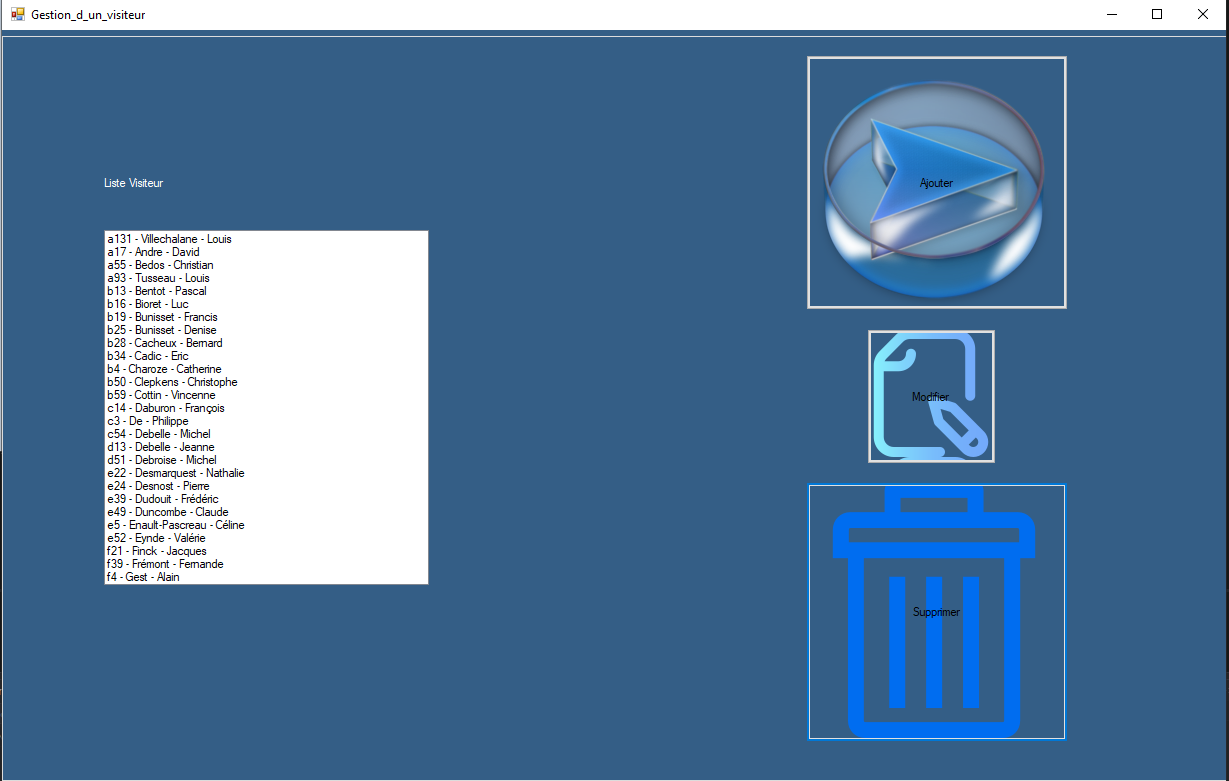 Gestion_d_un_visiteur
Liste Visiteur
a131 - Villechalane - Louis
a17 - Andre - David
a55 - Bedos - Christian
a93 - Tusseau - Louis
b13 - Bentot - Pascal
b16 - Bioret - Luc
b19 - Bunisset - Francis
b25 - Bunisset - Denise
b28 - Cacheux - Bernard
b34 - Cadic - Eric
b4 - Charoze - Catherine
b50 - Clepkens - Christophe
b59 - Cottin - Vincenne
c14 - Daburon - François
c3 - De - Philippe
c54 - Debelle - Michel
d13 - Debelle - Jeanne
d51 - Debroise - Michel
e22 - Desmarquest - Nathalie
e24 - Desnost - Pierre
e39 - Dudouit - Frédéric
e49 - Duncombe - Claude
e5 - Enault-Pascreau - Céline
e52 - Eynde - Valérie
f21 - Finck - Jacques
f39 - Frémont - Fernande
f4 - Gest - Alain
Ajouter
Modifier
Supprimer